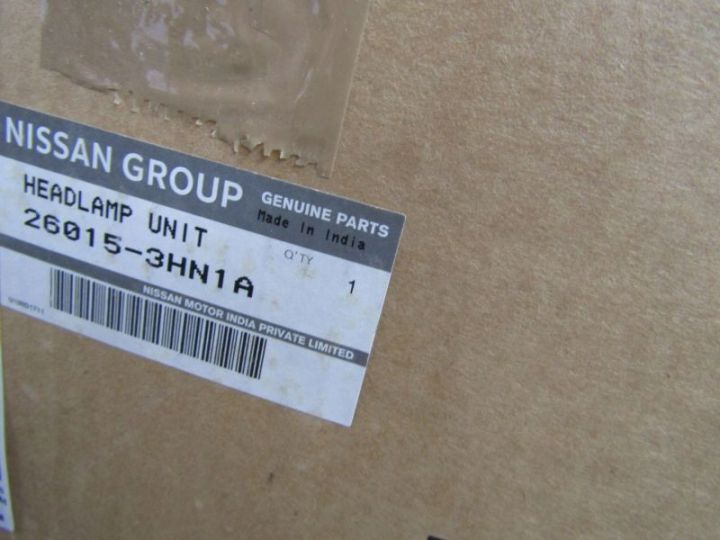 NISSAN GROUP GENUINE PARTS
Made in India
HEADLAMP UNIT
26015-3HN1A
Q'TY 1
NISSAN MOTOR INDIA PRIVATE LIMITED